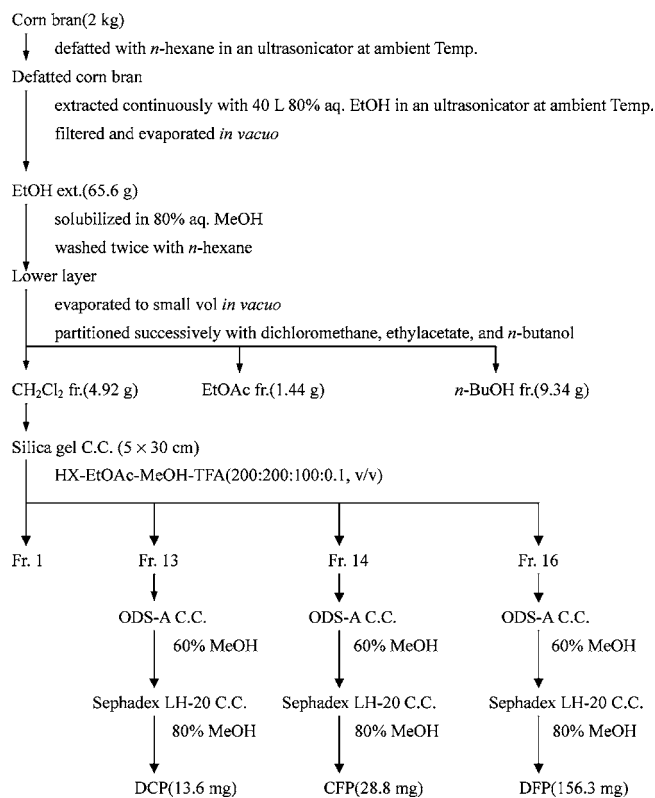 Corn bran(2 kg)
defatted with n-hexane in an ultrasonicator at ambient Temp.
Defatted corn bran
extracted continuously with 40 L 80% aq. EtOH in an ultrasonicator at ambient Temp.
filtered and evaporated in vacuo
EtOH ext.(65.6 g)
solubilized in 80% aq. MeOH
washed twice with n-hexane
Lower layer
evaporated to small vol in vacuo
partitioned successively with dichloromethane, ethylacetate, and n-butanol
CH₂Cl₂ fr.(4.92 g) EtOAc fr.(1.44 g) n-BuOH fr.(9.34 g)
Silica gel C.C. (5 × 30 cm)
HX-EtOAc-MeOH-TFA(200:200:100:0.1, v/v)
Fr. 1 Fr. 13 Fr. 14 Fr. 16
ODS-A C.C. ODS-A C.C. ODS-A C.C.
60% MeOH 60% MeOH 60% MeOH
Sephadex LH-20 C.C. Sephadex LH-20 C.C. Sephadex LH-20 C.C.
80% MeOH 80% MeOH 80% MeOH
DCP(13.6 mg) CFP(28.8 mg) DFP(156.3 mg)